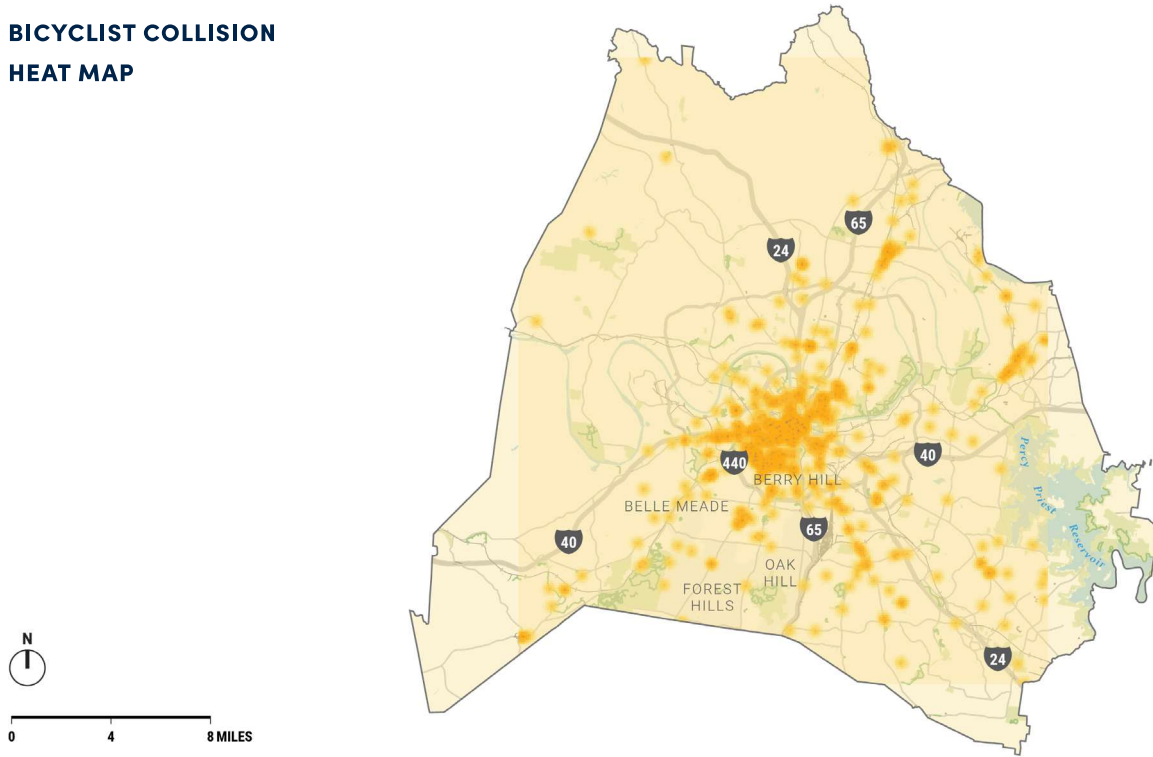 BICYCLIST COLLISION
HEAT MAP
65
24
40
440
BERRY HILL
Percy
Priest
Reservoir
BELLE MEADE
65
40
OAK
HILL
FOREST
HILLS
N
24
0 4 8 MILES